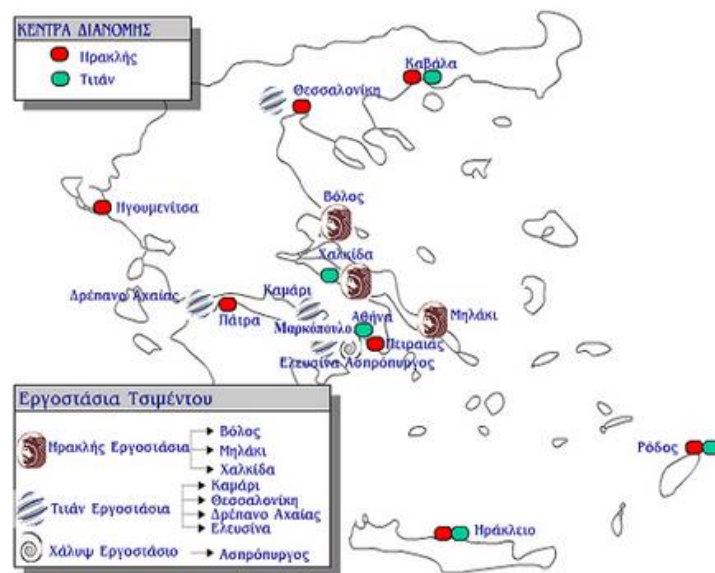 ΚΕΝΤΡΑ ΔΙΑΝΟΜΗΣ
Ηρακλής
Τιτάν
Καβάλα
Θεσσαλονίκη
Ηγουμενίτσα
Βόλος
Χαλκίδα
Δρέπανο Αχαίας
Καμάρι
Πάτρα
Μαρκόπουλο
Αθήνα
Μηλάκι
Πειραιάς
Ελευσίνα Ασπρόπυργος
Ρόδος
Ηράκλειο
Εργοστάσια Τσιμέντου
Ηρακλής Εργοστάσια
Βόλος
Μηλάκι
Χαλκίδα
Τιτάν Εργοστάσια
Καμάρι
Θεσσαλονίκη
Δρέπανο Αχαίας
Ελευσίνα
Χάλυψ Εργοστάσιο
Ασπρόπυργος